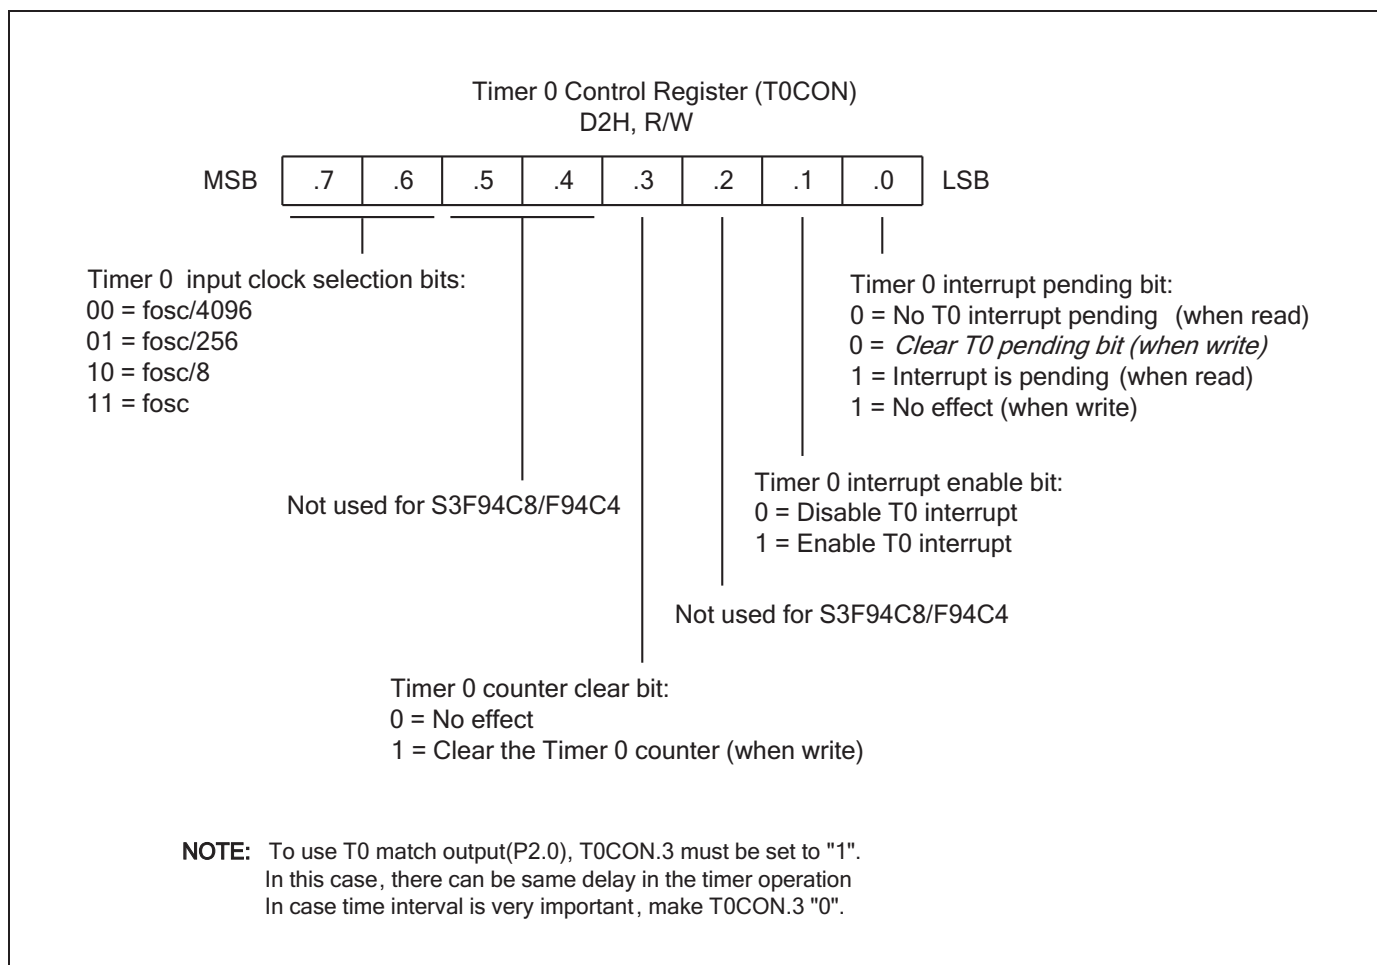 Timer 0 Control Register (T0CON)
D2H, R/W
MSB .7 .6 .5 .4 .3 .2 .1 .0 LSB
Timer 0 input clock selection bits:
00 = fosc/4096
01 = fosc/256
10 = fosc/8
11 = fosc
Timer 0 interrupt pending bit:
0 = No T0 interrupt pending (when read)
0 = Clear T0 pending bit (when write)
1 = Interrupt is pending (when read)
1 = No effect (when write)
Not used for S3F94C8/F94C4
Timer 0 interrupt enable bit:
0 = Disable T0 interrupt
1 = Enable T0 interrupt
Not used for S3F94C8/F94C4
Timer 0 counter clear bit:
0 = No effect
1 = Clear the Timer 0 counter (when write)
NOTE: To use T0 match output(P2.0), T0CON.3 must be set to "1".
In this case, there can be same delay in the timer operation
In case time interval is very important, make T0CON.3 "0".